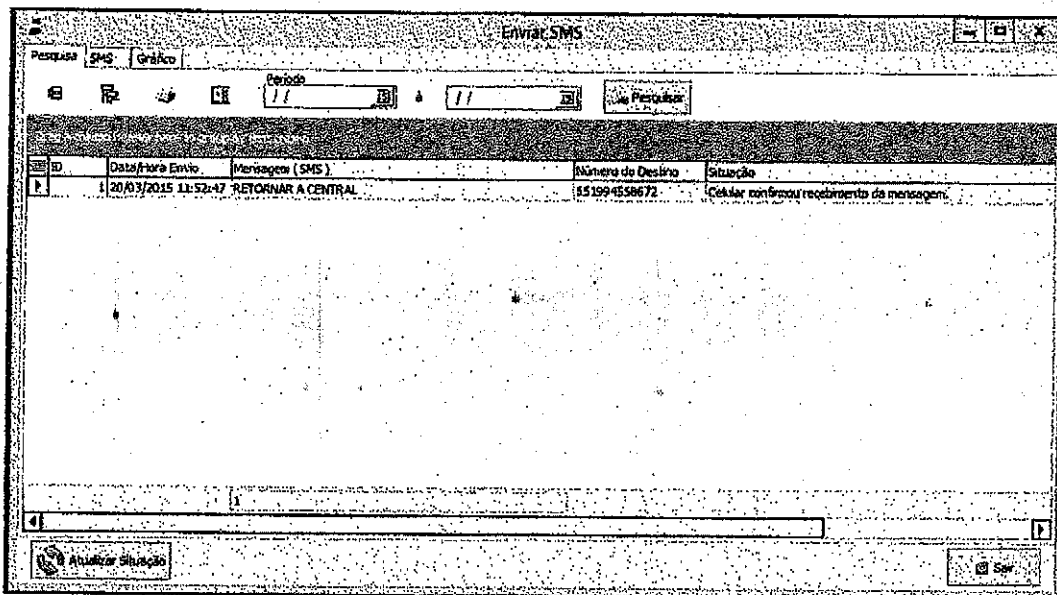 Enviar SMS
Pesquisa SMS Gráfico
Período
/ / à / / Pesquisar
ID Data/Hora Envio Mensagem ( SMS ) Número do Destino Situação
1 20/03/2015 11:52:47 RETORNAR A CENTRAL 551994558672 Celular confirmou recebimento da mensagem.
1
Atualizar Situação Sair